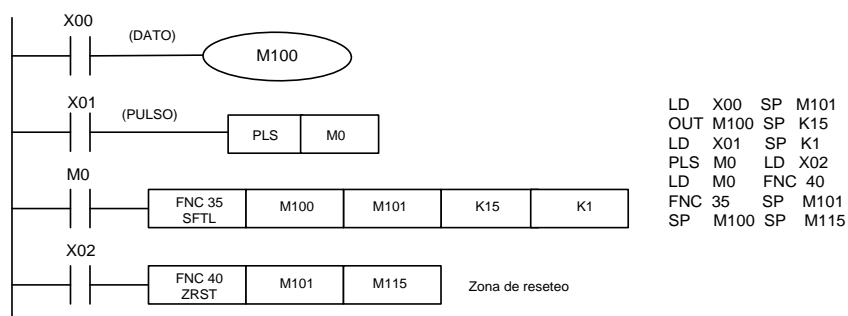 X00
(DATO)
M100
X01
(PULSO)
PLS M0
M0
FNC 35
SFTL
M100 M101 K15 K1
X02
FNC 40
ZRST
M101 M115
Zona de reseteo
LD X00 SP M101
OUT M100 SP K15
LD X01 SP K1
PLS M0 LD X02
LD M0 FNC 40
FNC 35 SP M101
SP M100 SP M115